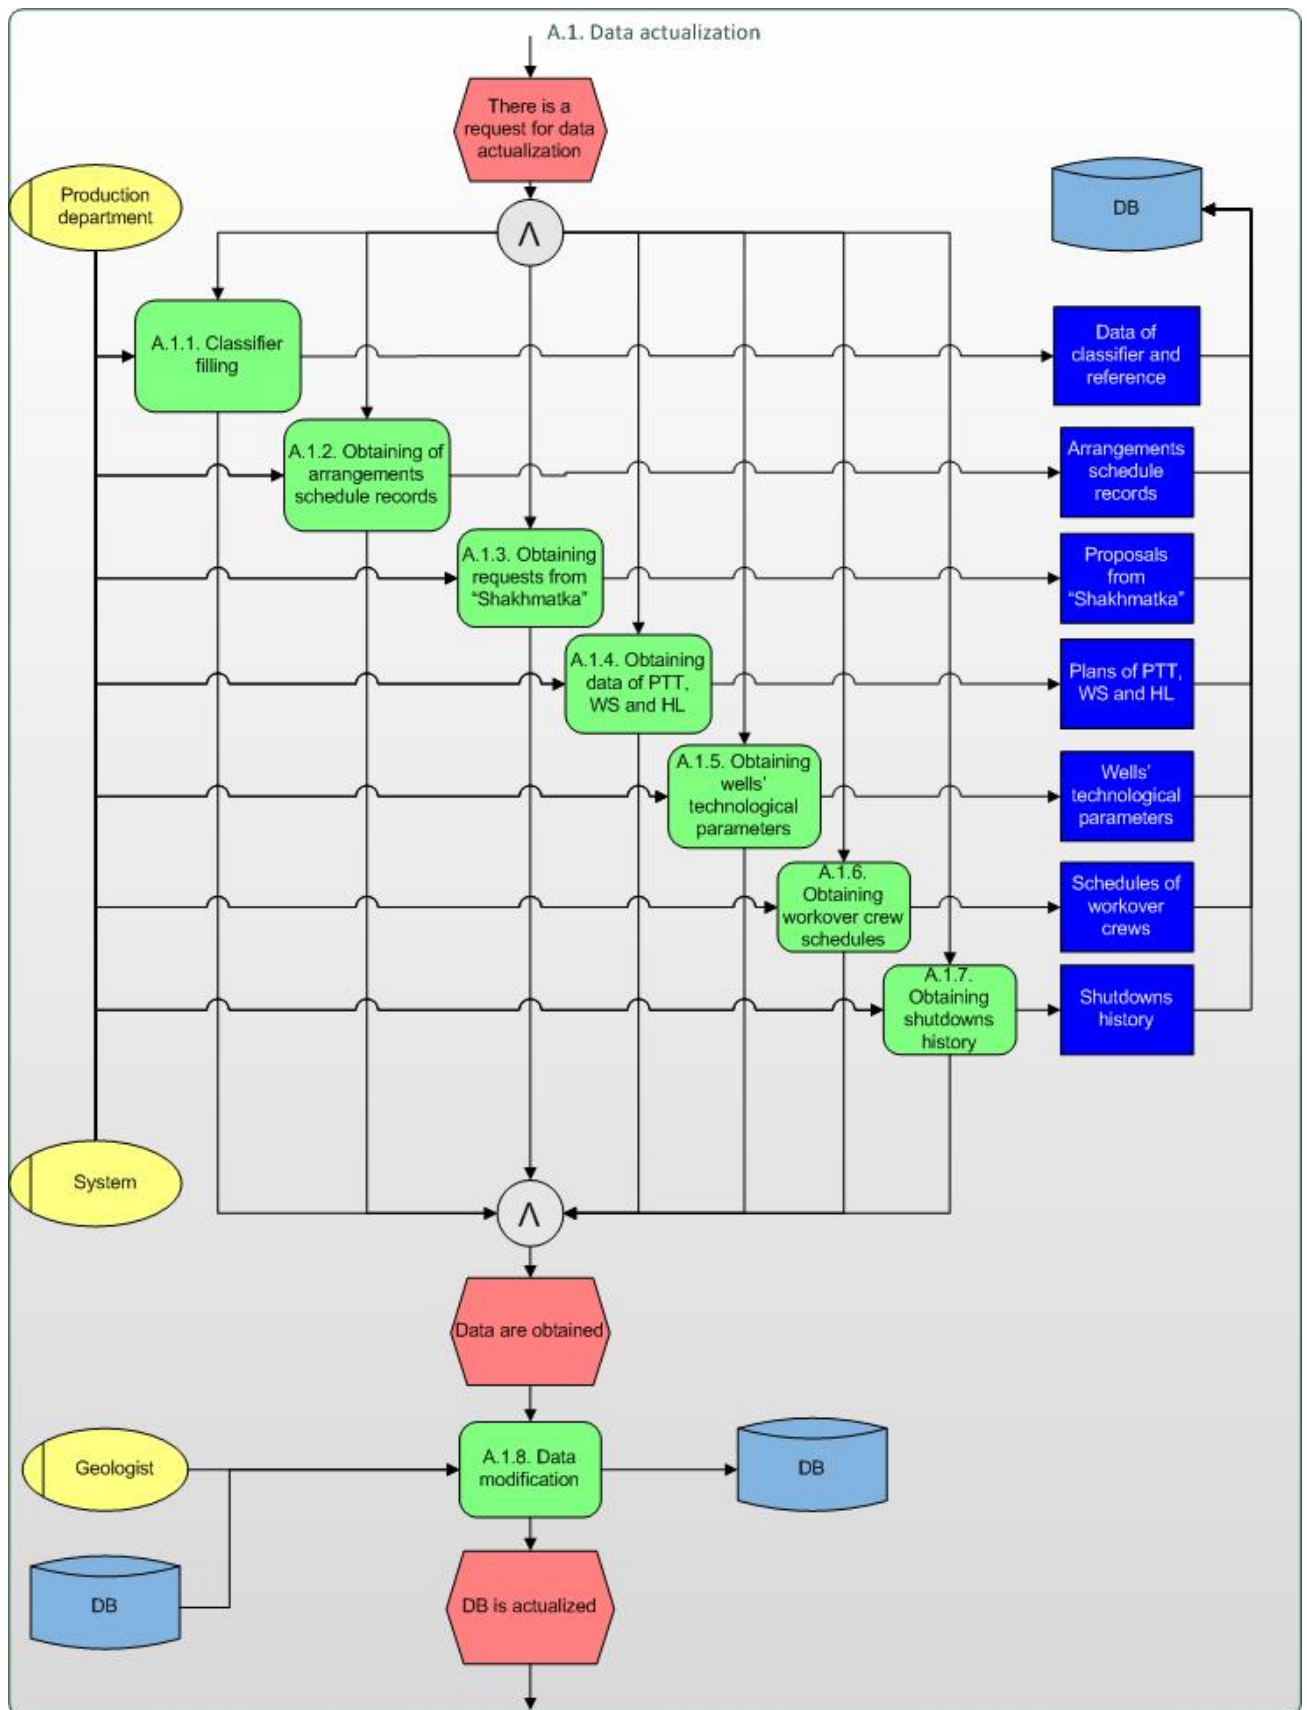 A.1. Data actualization
There is a
request for data
actualization
Production
department
DB
Λ
A.1.1. Classifier
filling
Data of
classifier and
reference
A.1.2. Obtaining of
arrangements
schedule records
Arrangements
schedule
records
A.1.3. Obtaining
requests from
“Shakhmatka”
Proposals
from
“Shakhmatka”
A.1.4. Obtaining
data of PTT,
WS and HL
Plans of PTT,
WS and HL
A.1.5. Obtaining
wells’
technological
parameters
Wells’
technological
parameters
A.1.6.
Obtaining
workover crew
schedules
Schedules of
workover
crews
A.1.7.
Obtaining
shutdowns
history
Shutdowns
history
System
Λ
Data are obtained
Geologist
A.1.8. Data
modification
DB
DB
DB is actualized